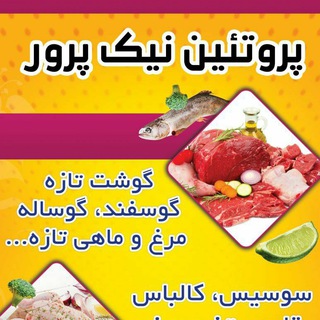 پروتئین نیک پرور
گوشت تازه
گوسفند، گوساله
مرغ و ماهی تازه...
سوسیس، کالباس